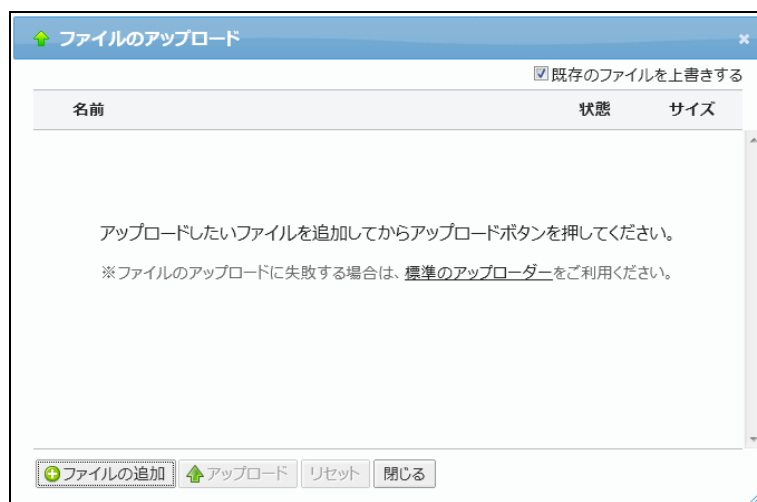 ファイルのアップロード
既存のファイルを上書きする
名前 状態 サイズ
アップロードしたいファイルを追加してからアップロードボタンを押してください。
※ファイルのアップロードに失敗する場合は、標準のアップローダーをご利用ください。
ファイルの追加 アップロード リセット 閉じる